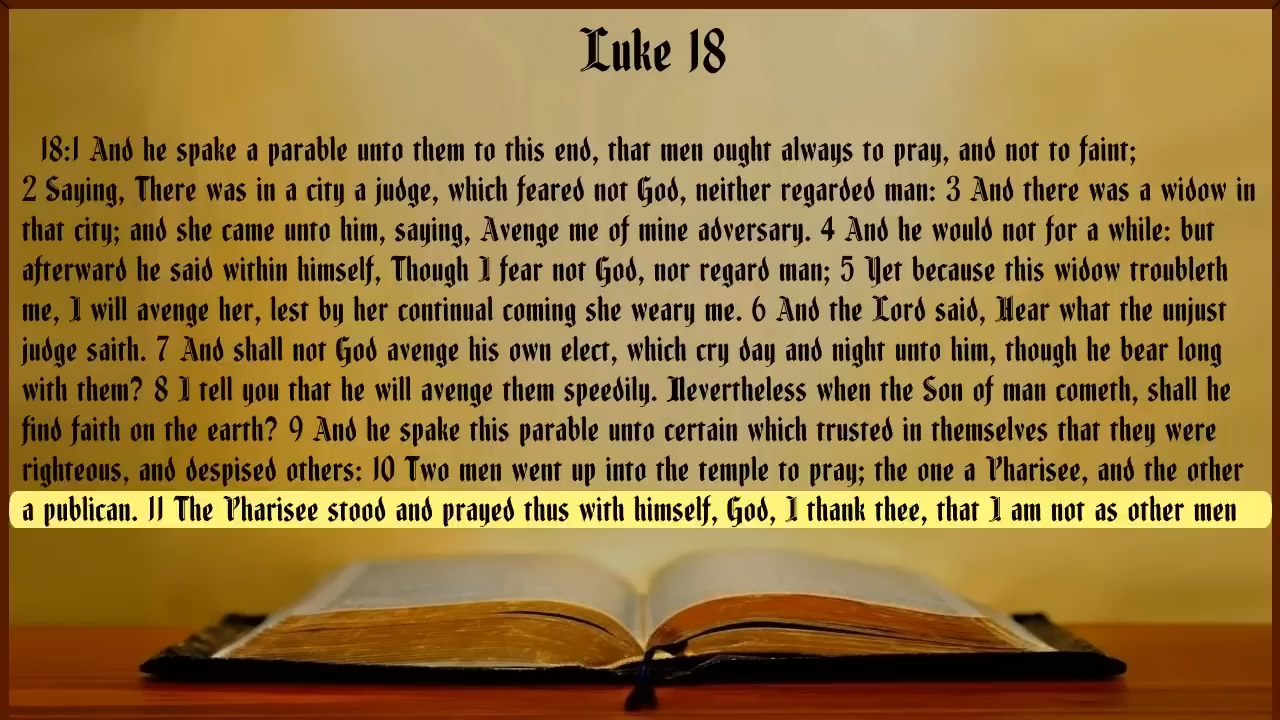 Luke 18
18:1 And he spake a parable unto them to this end, that men ought always to pray, and not to faint;
2 Saying, There was in a city a judge, which feared not God, neither regarded man: 3 And there was a widow in
that city; and she came unto him, saying, Avenge me of mine adversary. 4 And he would not for a while: but
afterward he said within himself, Though I fear not God, nor regard man; 5 Yet because this widow troubleth
me, I will avenge her, lest by her continual coming she weary me. 6 And the Lord said, Hear what the unjust
judge saith. 7 And shall not God avenge his own elect, which cry day and night unto him, though he bear long
with them? 8 I tell you that he will avenge them speedily. Nevertheless when the Son of man cometh, shall he
find faith on the earth? 9 And he spake this parable unto certain which trusted in themselves that they were
righteous, and despised others: 10 Two men went up into the temple to pray; the one a Pharisee, and the other
a publican. 11 The Pharisee stood and prayed thus with himself, God, I thank thee, that I am not as other men